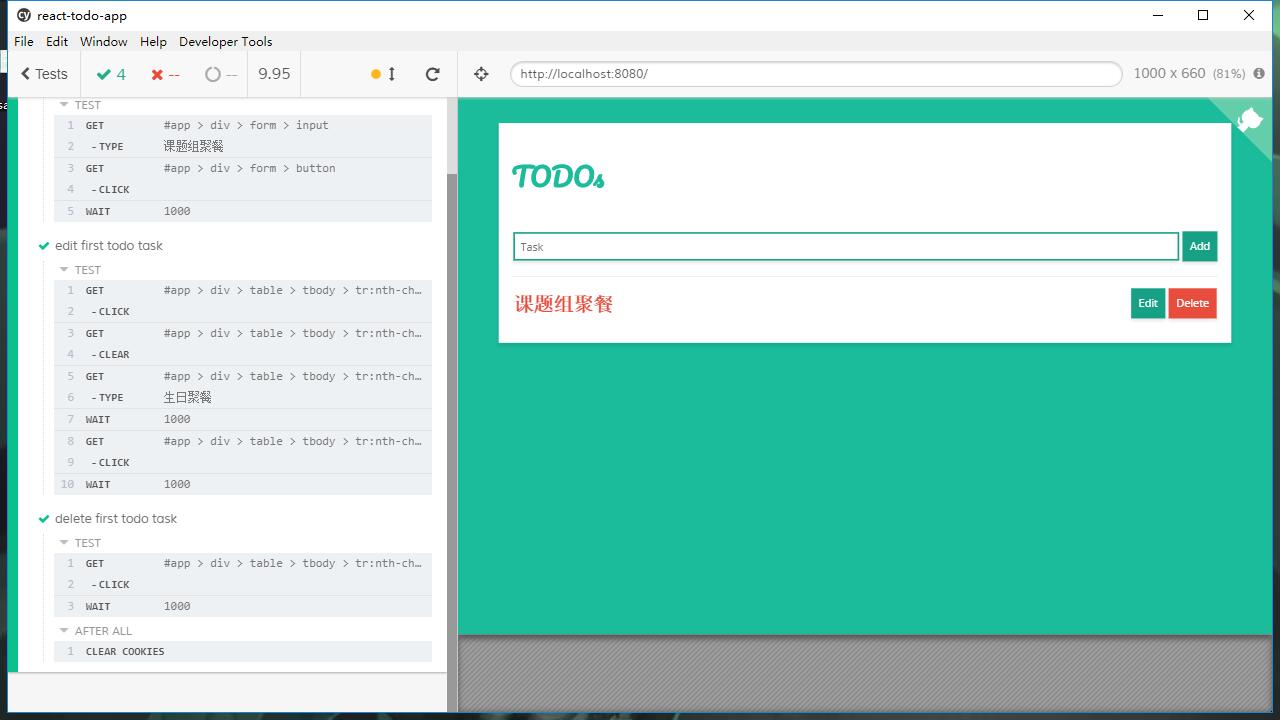 react-todo-app
File Edit Window Help Developer Tools
Tests 4 -- -- 9.95 http://localhost:8080/ 1000 x 660 (81%)
TEST
1 GET #app > div > form > input
2 -TYPE 课题组聚餐
3 GET #app > div > form > button
4 -CLICK
5 WAIT 1000
edit first todo task
TEST
1 GET #app > div > table > tbody > tr:nth-ch…
2 -CLICK
3 GET #app > div > table > tbody > tr:nth-ch…
4 -CLEAR
5 GET #app > div > table > tbody > tr:nth-ch…
6 -TYPE 生日聚餐
7 WAIT 1000
8 GET #app > div > table > tbody > tr:nth-ch…
9 -CLICK
10 WAIT 1000
delete first todo task
TEST
1 GET #app > div > table > tbody > tr:nth-ch…
2 -CLICK
3 WAIT 1000
AFTER ALL
1 CLEAR COOKIES
TODOs
Task Add
课题组聚餐 Edit Delete